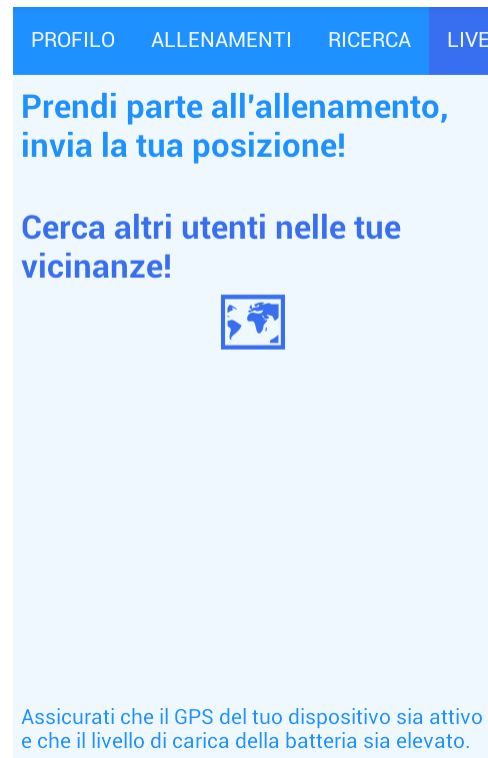 PROFILO ALLENAMENTI RICERCA LIVE
Prendi parte all'allenamento,
invia la tua posizione!
Cerca altri utenti nelle tue
vicinanze!
Assicurati che il GPS del tuo dispositivo sia attivo
e che il livello di carica della batteria sia elevato.